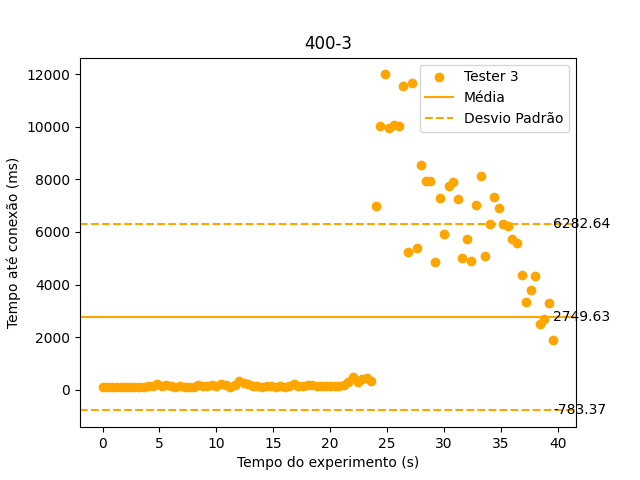 400-3
Tempo até conexão (ms)
12000
10000
8000
6000
4000
2000
0
Tester 3
Média
Desvio Padrão
6282.64
2749.63
-783.37
0 5 10 15 20 25 30 35 40
Tempo do experimento (s)